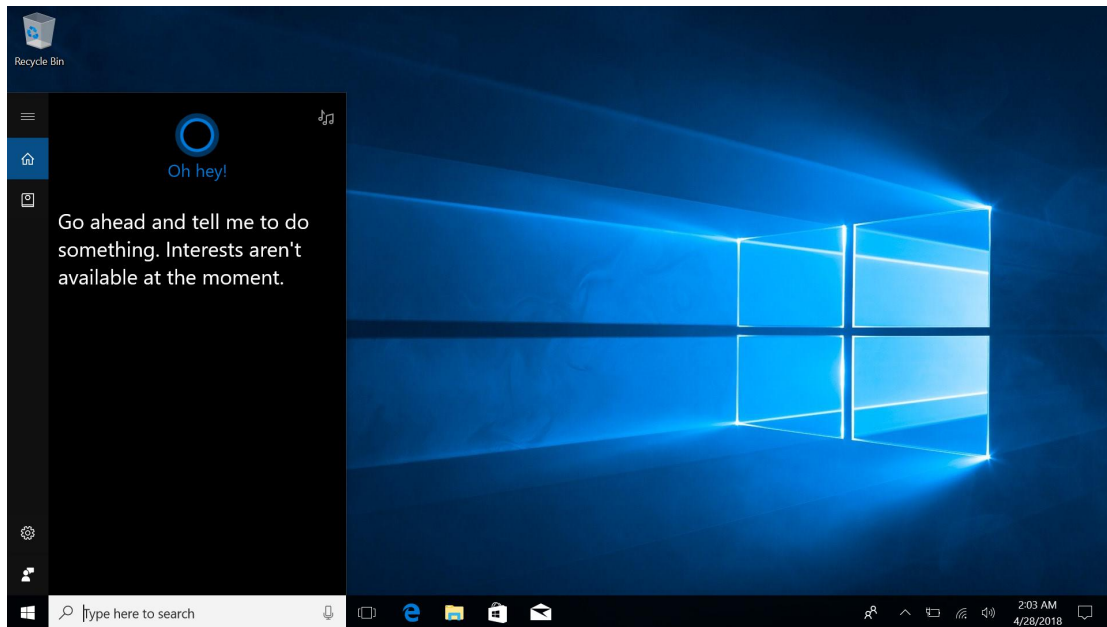 Recycle Bin
Oh hey!
Go ahead and tell me to do
something. Interests aren't
available at the moment.
Type here to search
2:03 AM
4/28/2018